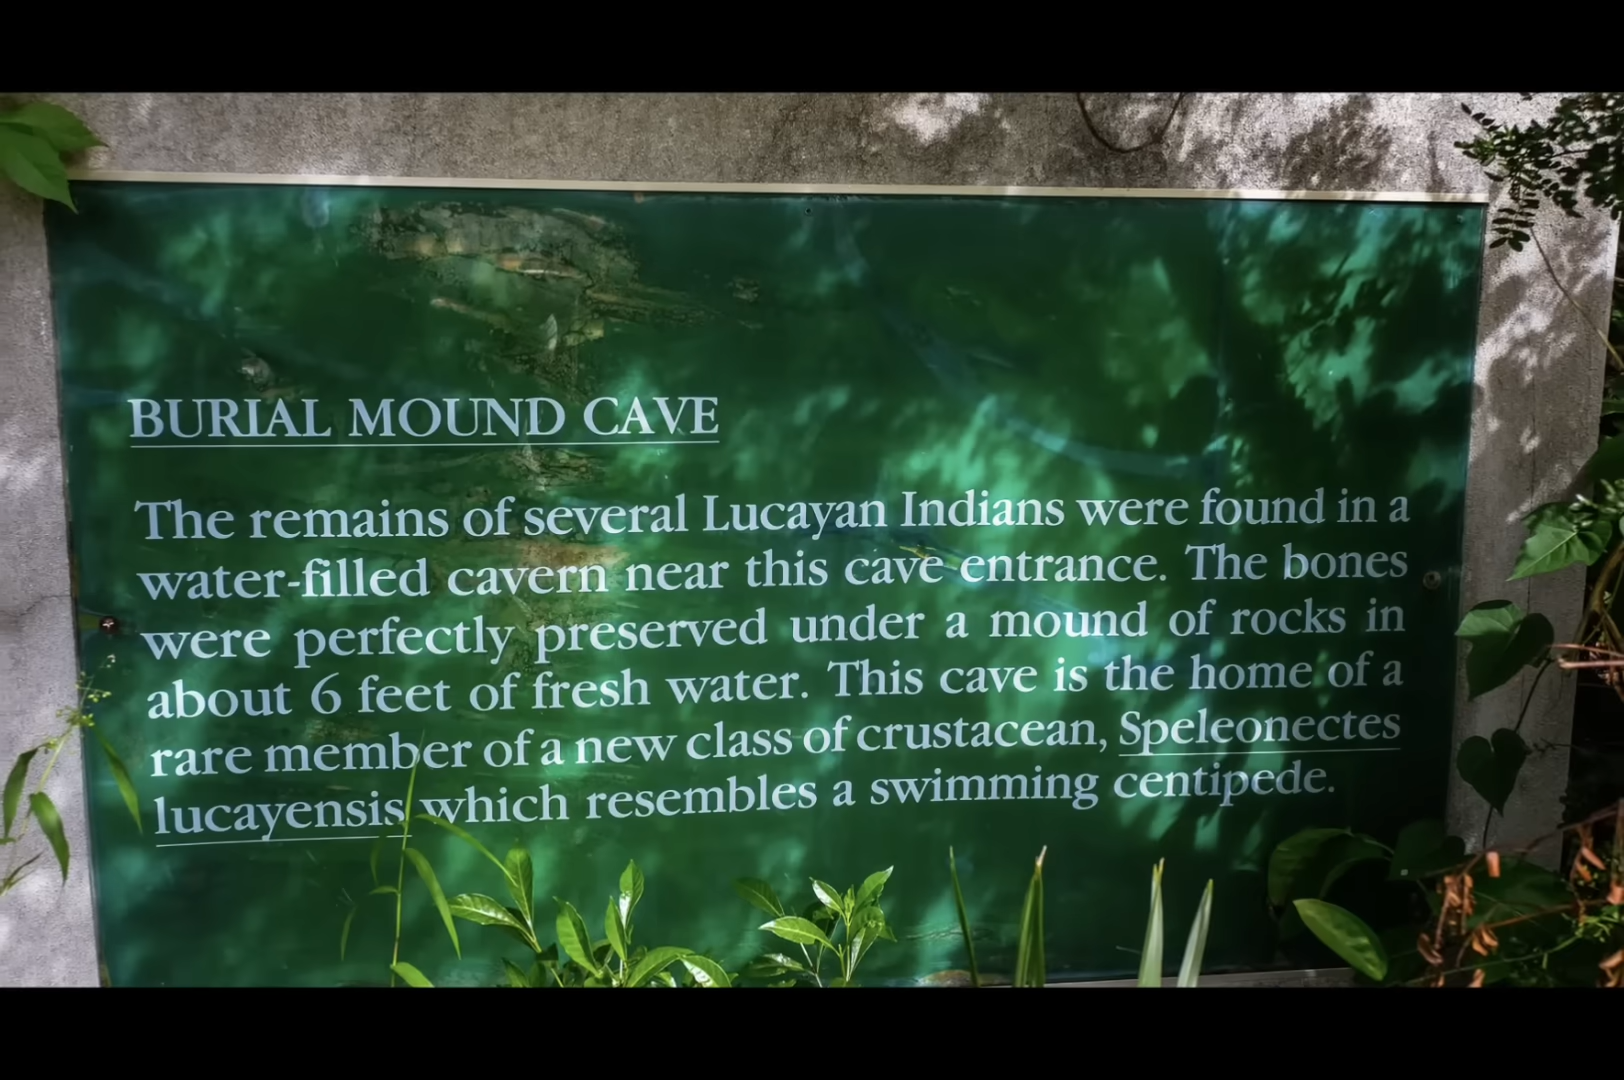 BURIAL MOUND CAVE
The remains of several Lucayan Indians were found in a
water-filled cavern near this cave entrance. The bones
were perfectly preserved under a mound of rocks in
about 6 feet of fresh water. This cave is the home of a
rare member of a new class of crustacean, Speleonectes
lucayensis which resembles a swimming centipede.